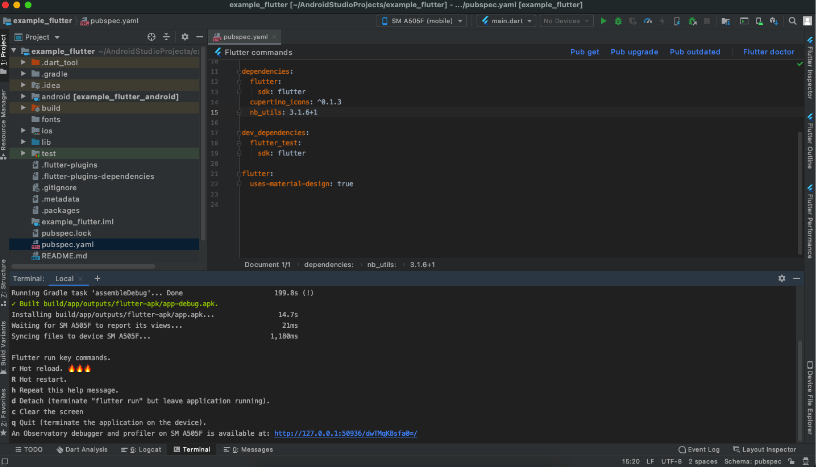 example_flutter [~/AndroidStudioProjects/example_flutter] - .../pubspec.yaml [example_flutter]
example_flutter pubspec.yaml
SM A505F (mobile)
main.dart
No Devices
Project
pubspec.yaml
example_flutter ~/AndroidStudioProjects/e
.dart_tool
.gradle
.idea
android [example_flutter_android]
build
fonts
ios
lib
test
.flutter-plugins
.flutter-plugins-dependencies
.gitignore
.metadata
.packages
example_flutter.iml
pubspec.lock
pubspec.yaml
README.md
1: Project
Resource Manager
Z: Structure
Build Variants
2: Favorites
Flutter commands
Pub get
Pub upgrade
Pub outdated
Flutter doctor
10
11 dependencies:
12 flutter:
13 sdk: flutter
14 cupertino_icons: ^0.1.3
15 nb_utils: 3.1.6+1
16
17 dev_dependencies:
18 flutter_test:
19 sdk: flutter
20
21 flutter:
22 uses-material-design: true
23
24
Document 1/1 dependencies: nb_utils: 3.1.6+1
Flutter Inspector
Flutter Outline
Flutter Performance
Device File Explorer
Terminal: Local × +
Running Gradle task 'assembleDebug'... Done 199.8s (!)
✓ Built build/app/outputs/flutter-apk/app-debug.apk.
Installing build/app/outputs/flutter-apk/app.apk... 14.7s
Waiting for SM A505F to report its views... 21ms
Syncing files to device SM A505F... 1,180ms
Flutter run key commands.
r Hot reload. 🔥🔥🔥
R Hot restart.
h Repeat this help message.
d Detach (terminate "flutter run" but leave application running).
c Clear the screen
q Quit (terminate the application on the device).
An Observatory debugger and profiler on SM A505F is available at:
TODO
Dart Analysis
6: Logcat
Terminal
0: Messages
Event Log
Layout Inspector
15:20 LF UTF-8 2 spaces Schema: pubspec